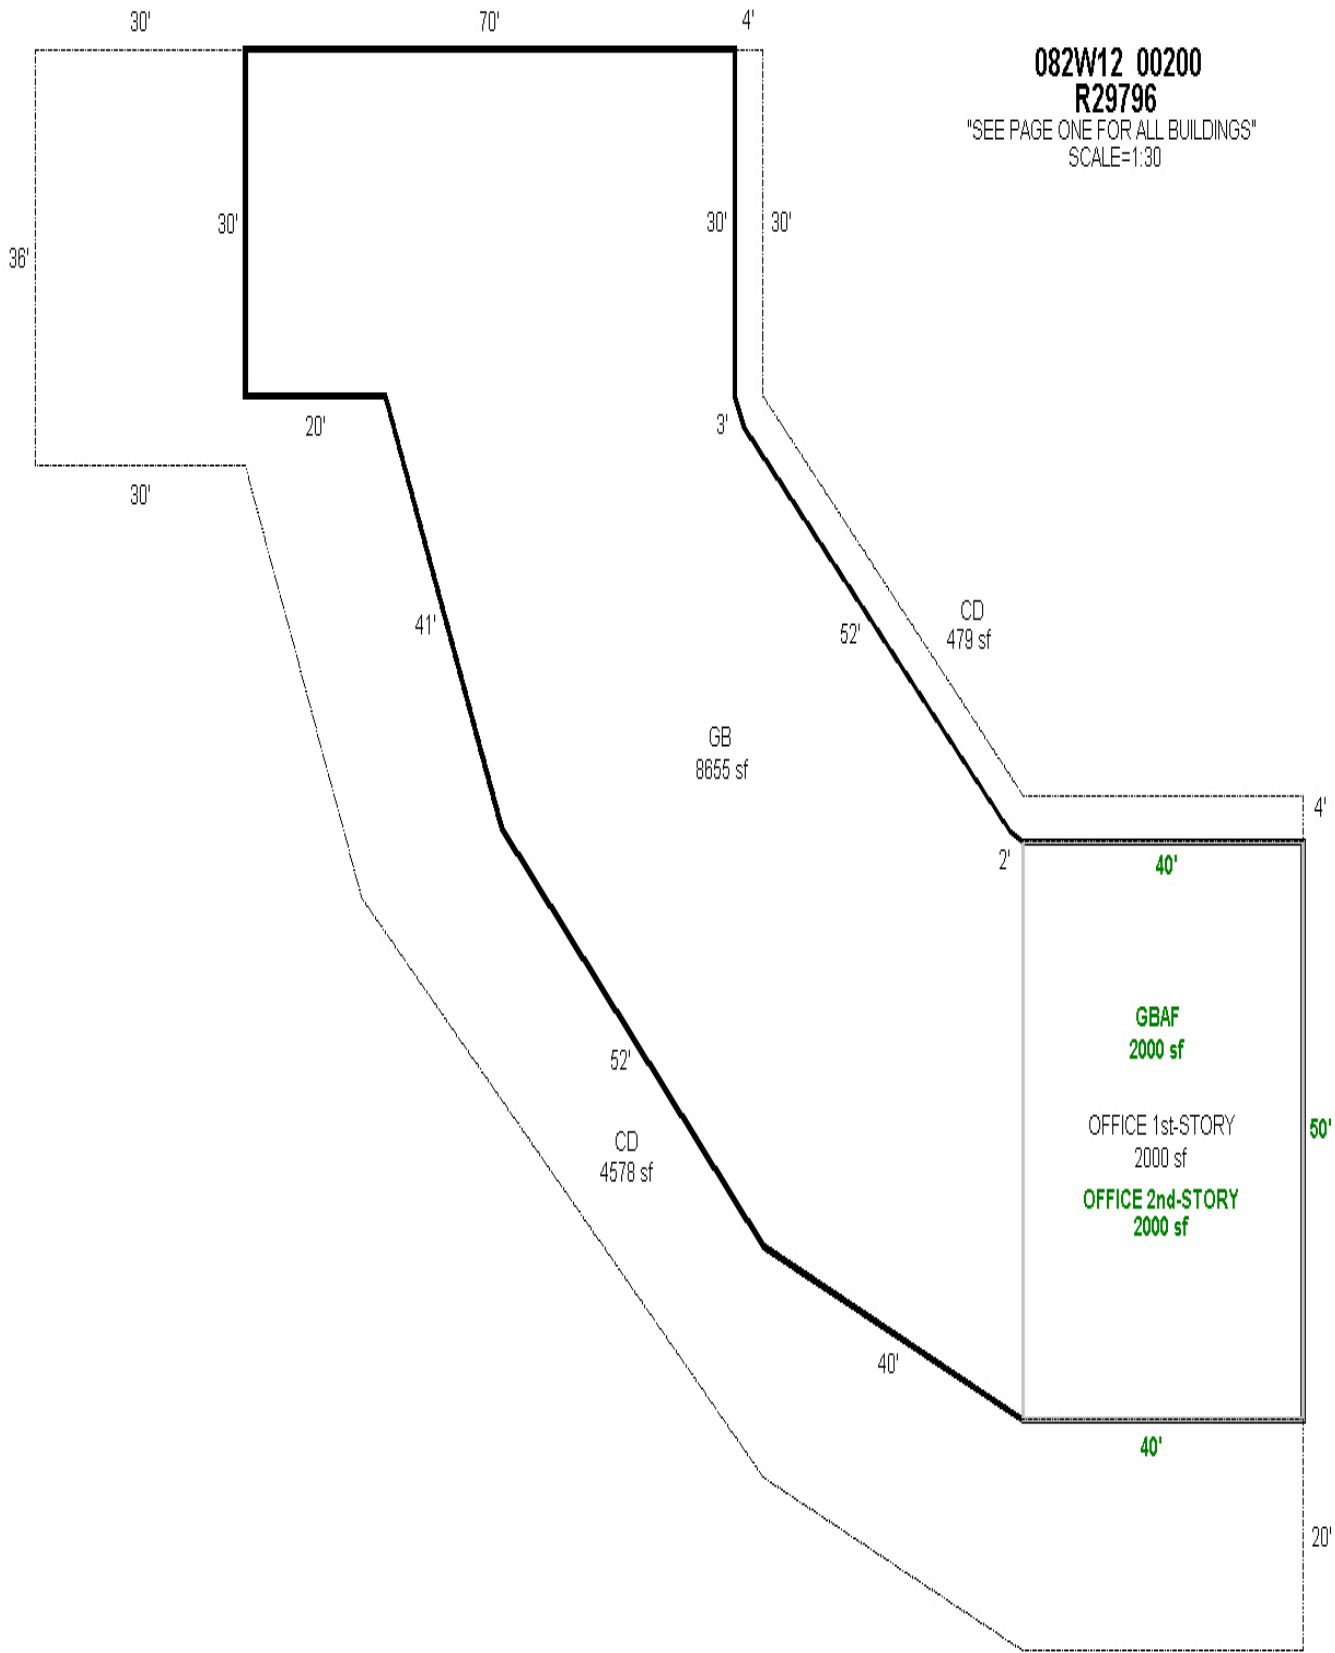 30'
70'
4'
082W12 00200
R29796
"SEE PAGE ONE FOR ALL BUILDINGS"
SCALE=1:30
36'
30'
30'
30'
20'
3'
30'
41'
52'
CD
479 sf
GB
8655 sf
4'
2'
40'
GBAF
2000 sf
52'
CD
4578 sf
OFFICE 1st-STORY
2000 sf
50'
OFFICE 2nd-STORY
2000 sf
40'
40'
20'